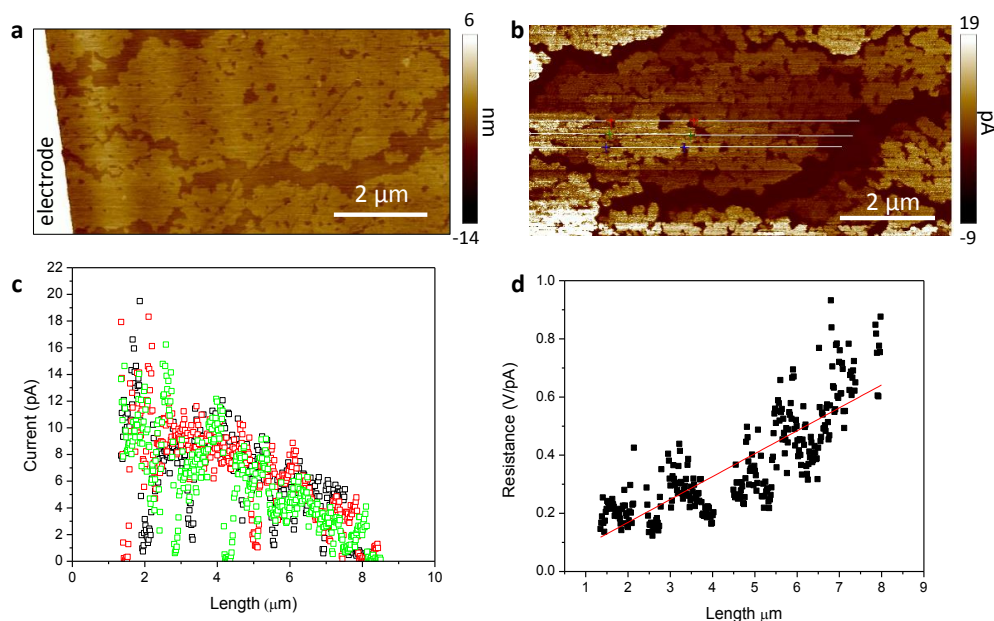 a
6
nm
-14
electrode
2 μm
b
19
pA
-9
2 μm
c
22
20
18
16
14
12
10
8
6
4
2
0
Current (pA)
0 2 4 6 8 10
Length (μm)
d
1.0
0.8
0.6
0.4
0.2
0.0
Resistance (V/pA)
1 2 3 4 5 6 7 8 9
Length μm